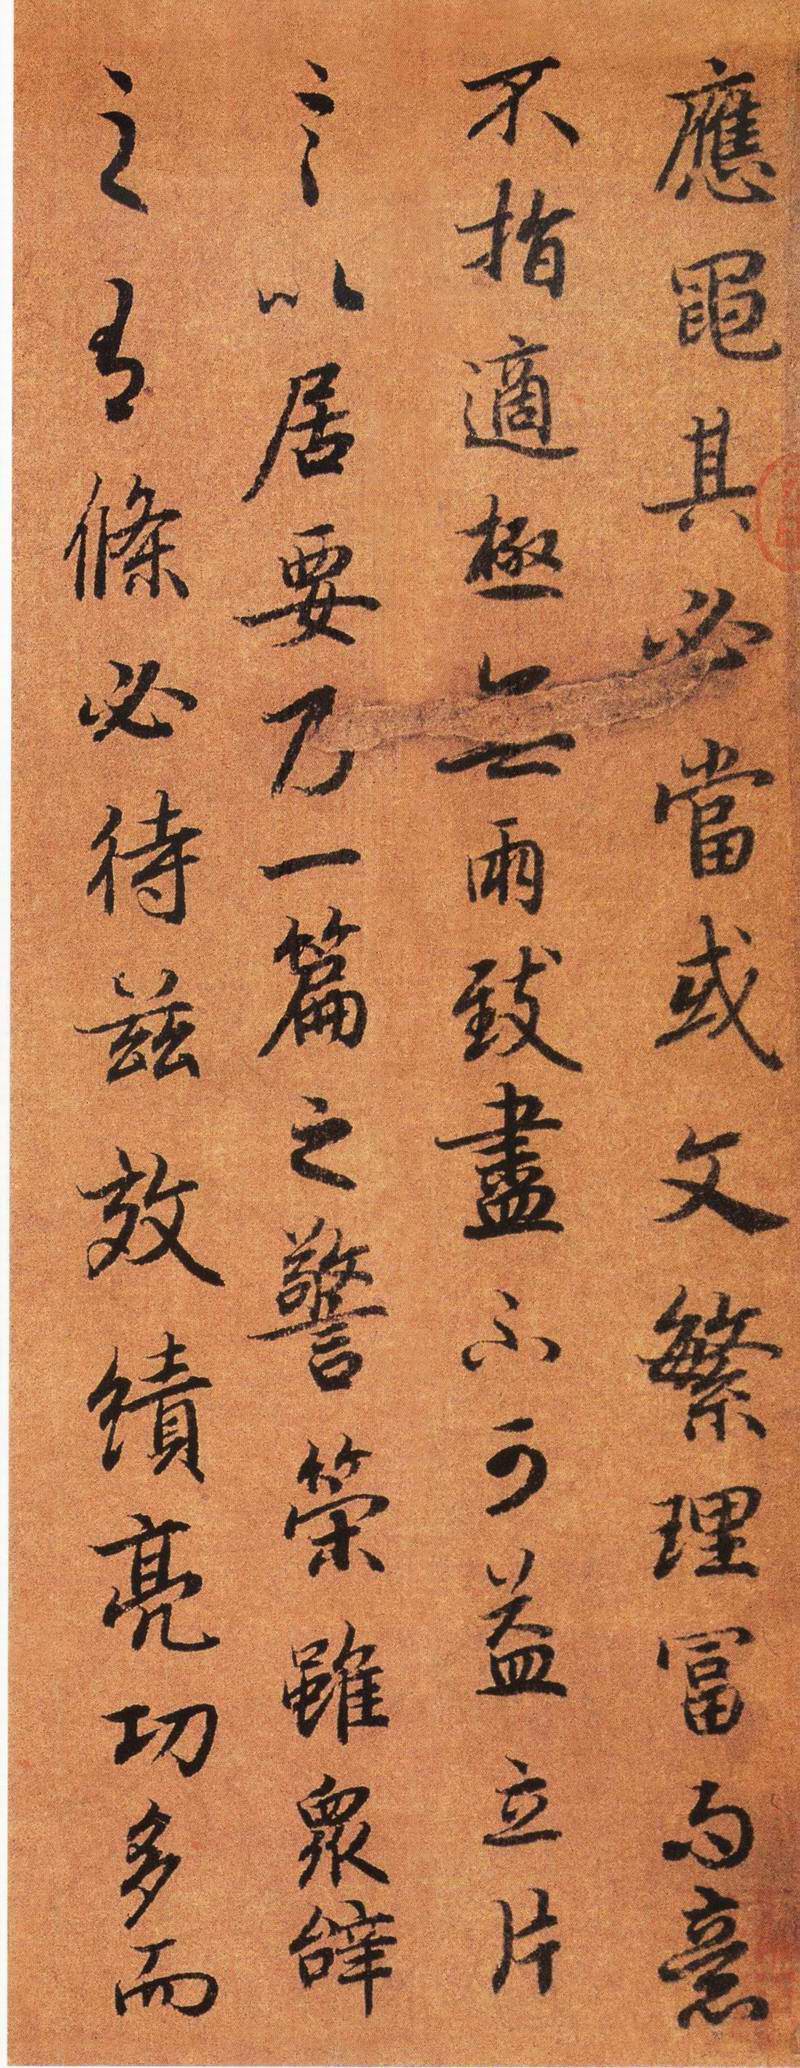 應黽其必當或文繁理富而意
不指適極無兩致盡不可益立片
言以居要乃一篇之警策雖衆辭
之有條必待茲效績亮功多而